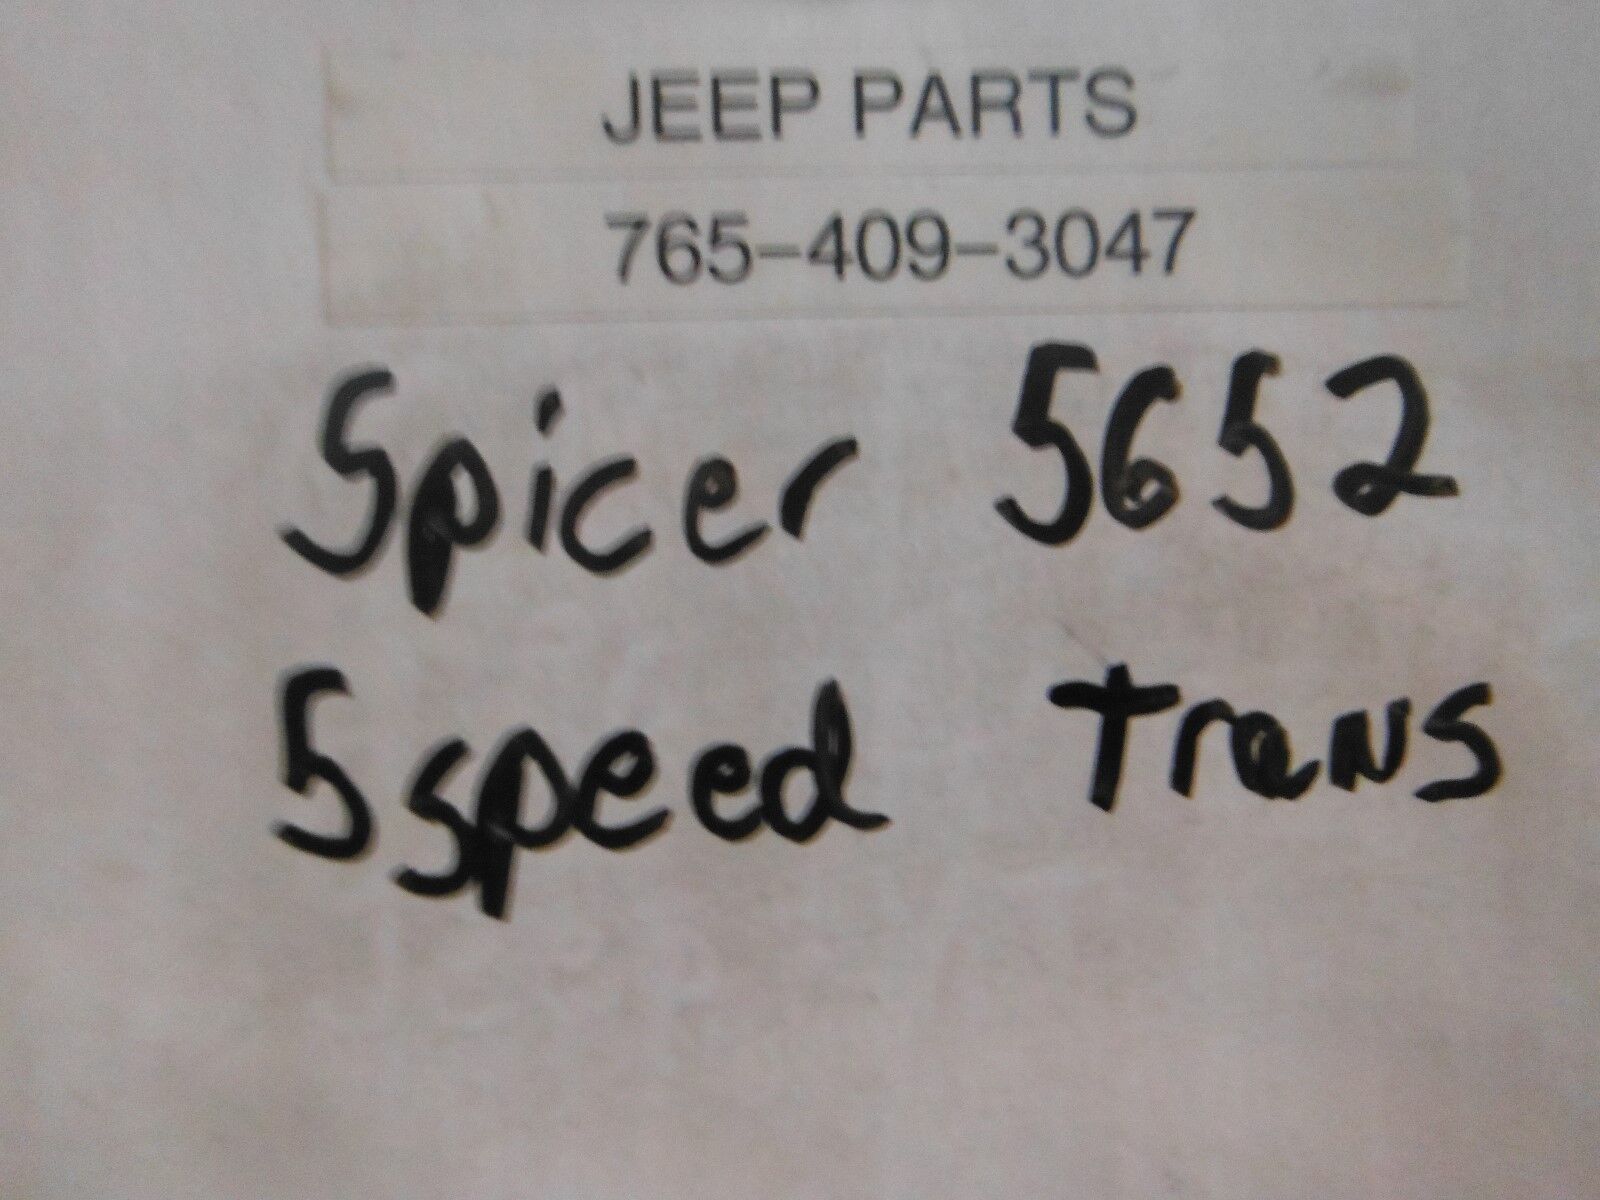 JEEP PARTS
765-409-3047
Spicer 5652
5speed trans